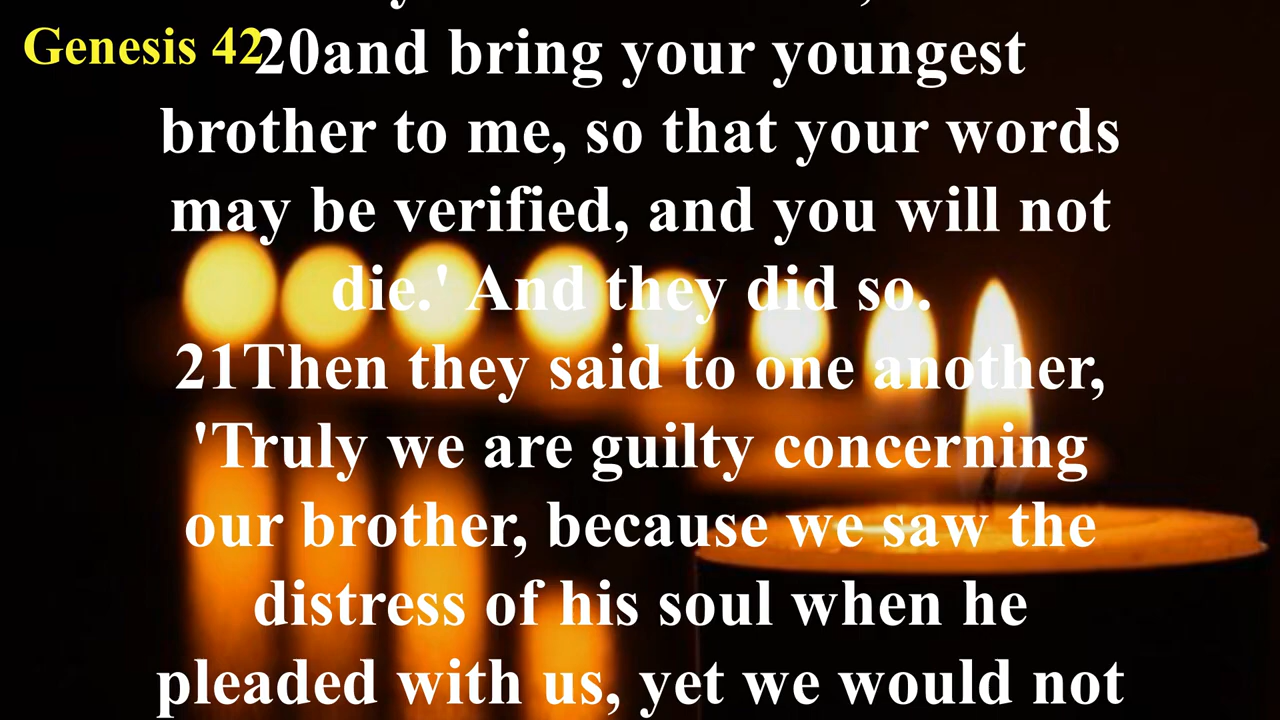 Genesis 42
20and bring your youngest
brother to me, so that your words
may be verified, and you will not
die.' And they did so.
21Then they said to one another,
'Truly we are guilty concerning
our brother, because we saw the
distress of his soul when he
pleaded with us, yet we would not